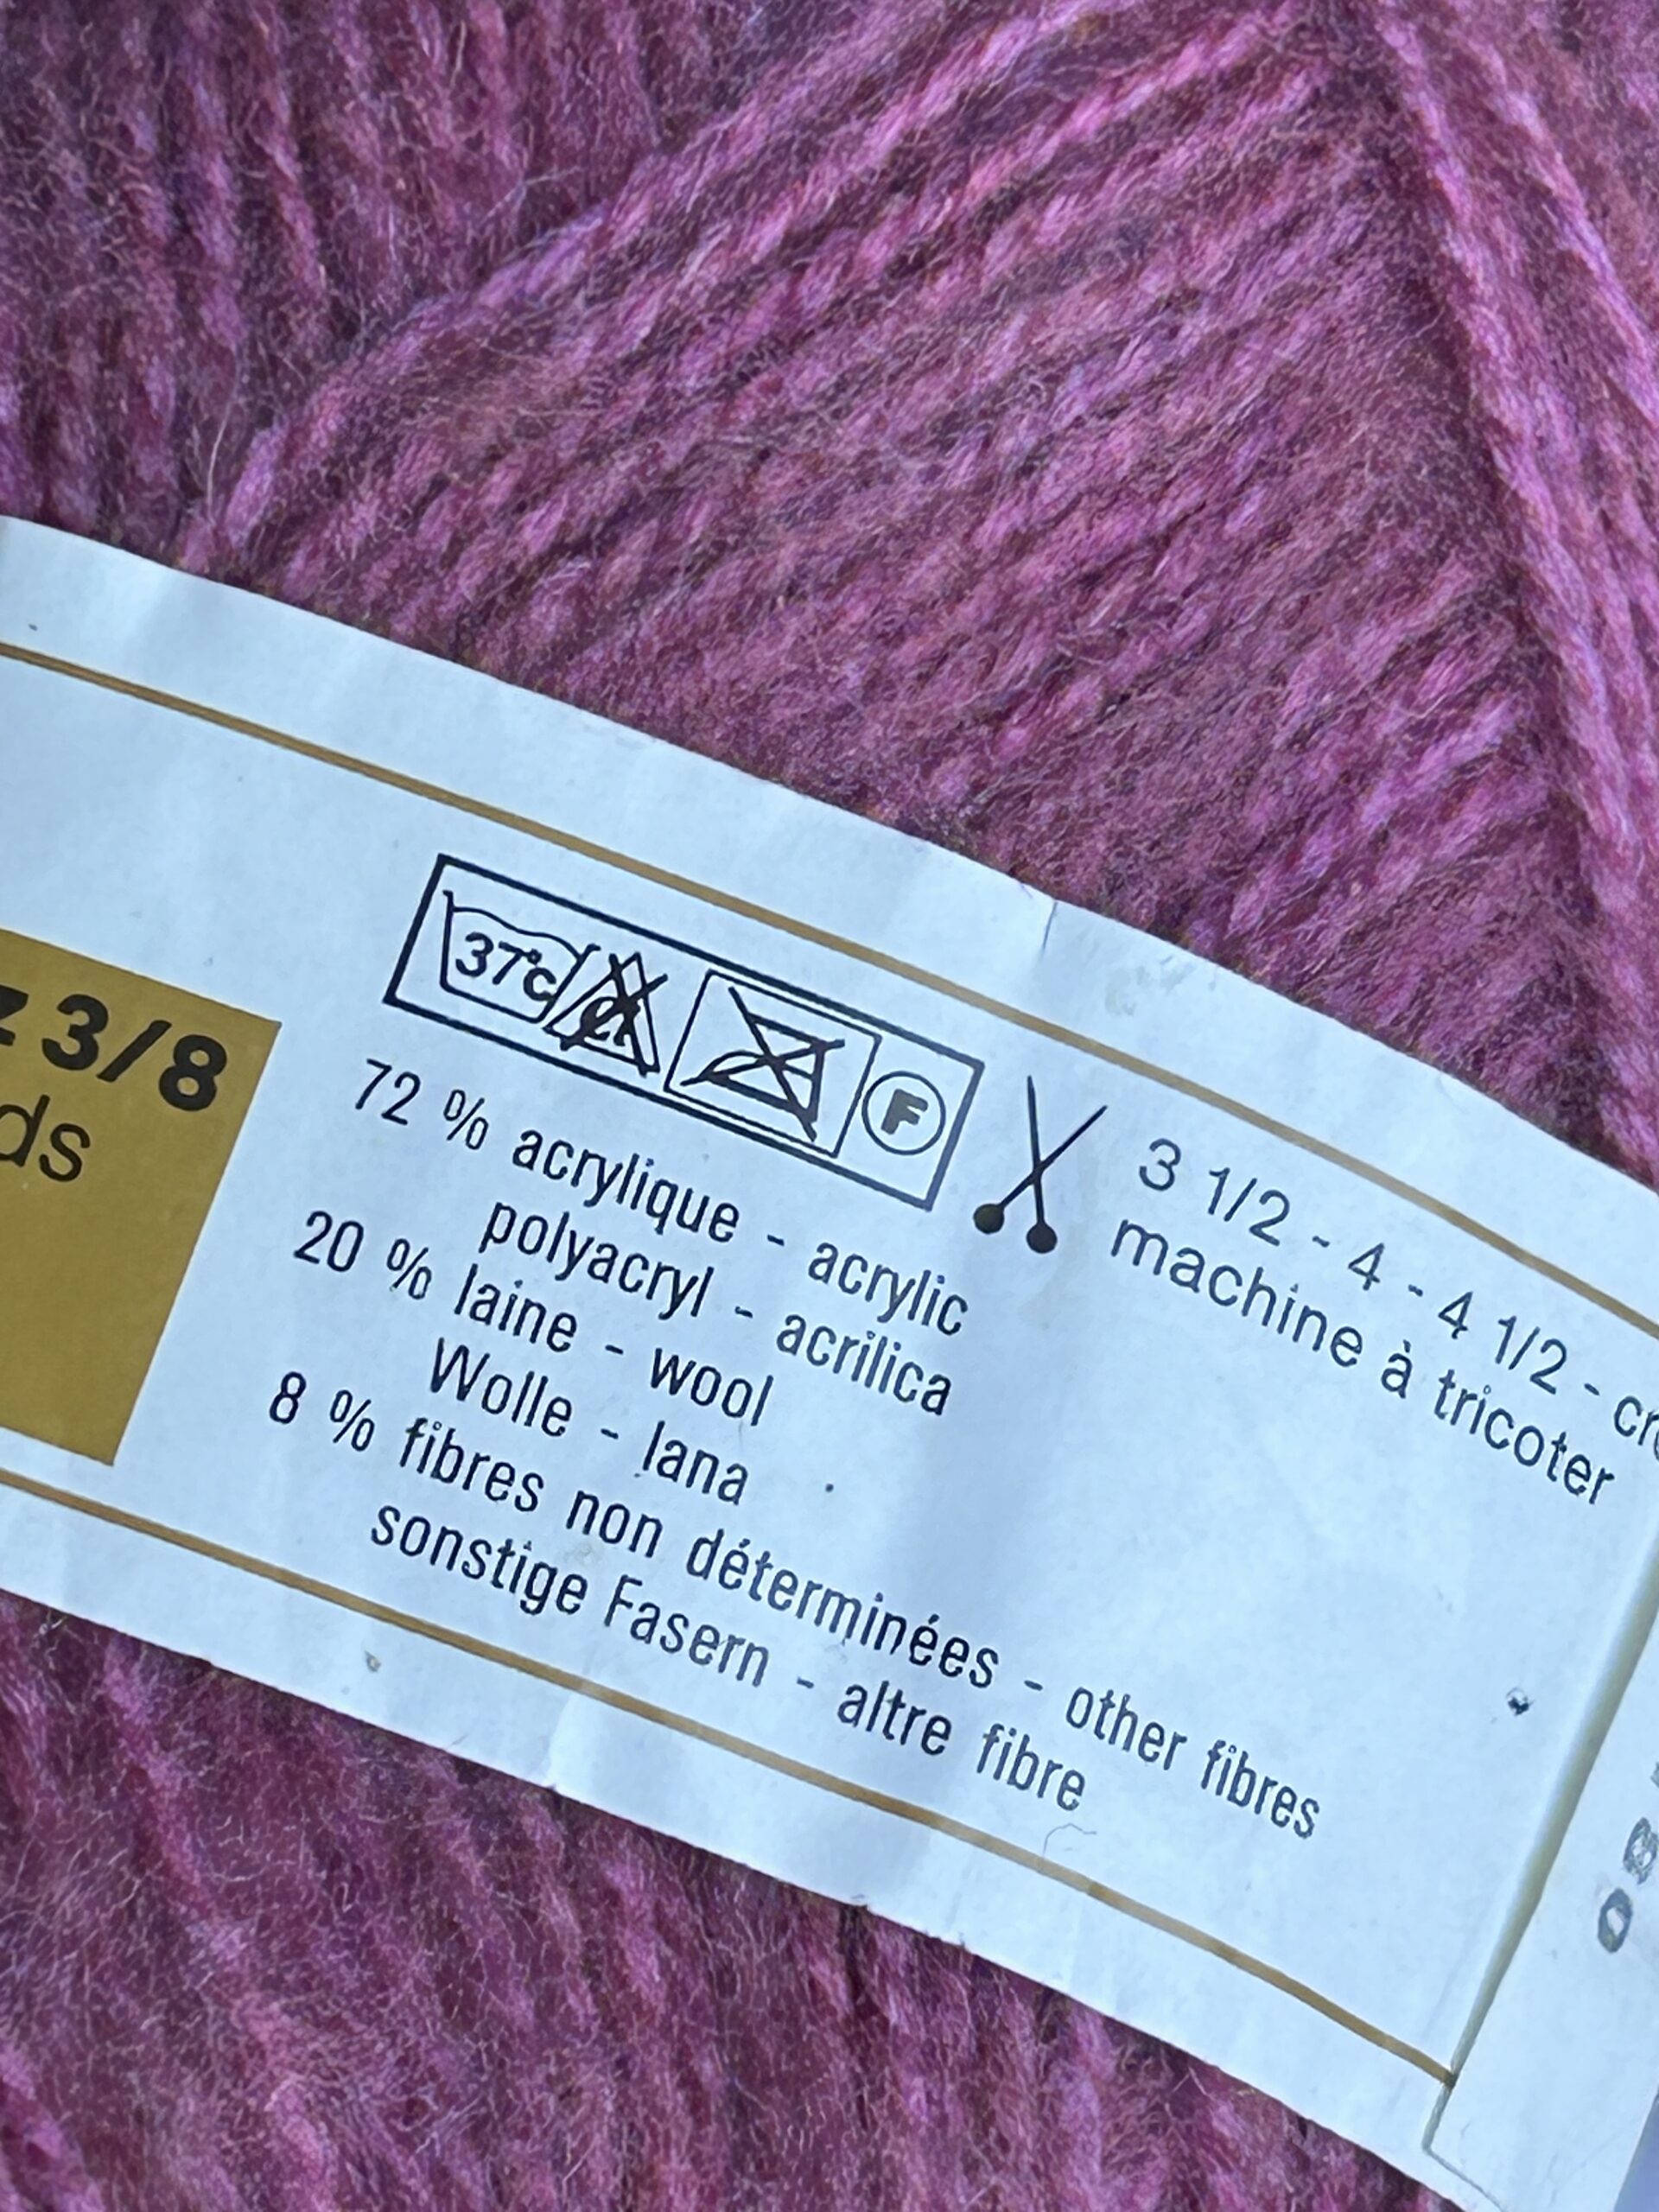 3/8
ds
37°C
cl
F
3 1/2 - 4 - 4 1/2 -
machine à tricoter
72 % acrylique - acrylic
polyacryl - acrilica
20 % laine - wool
Wolle - lana
8 % fibres non déterminées - other fibres
sonstige Fasern - altre fibre